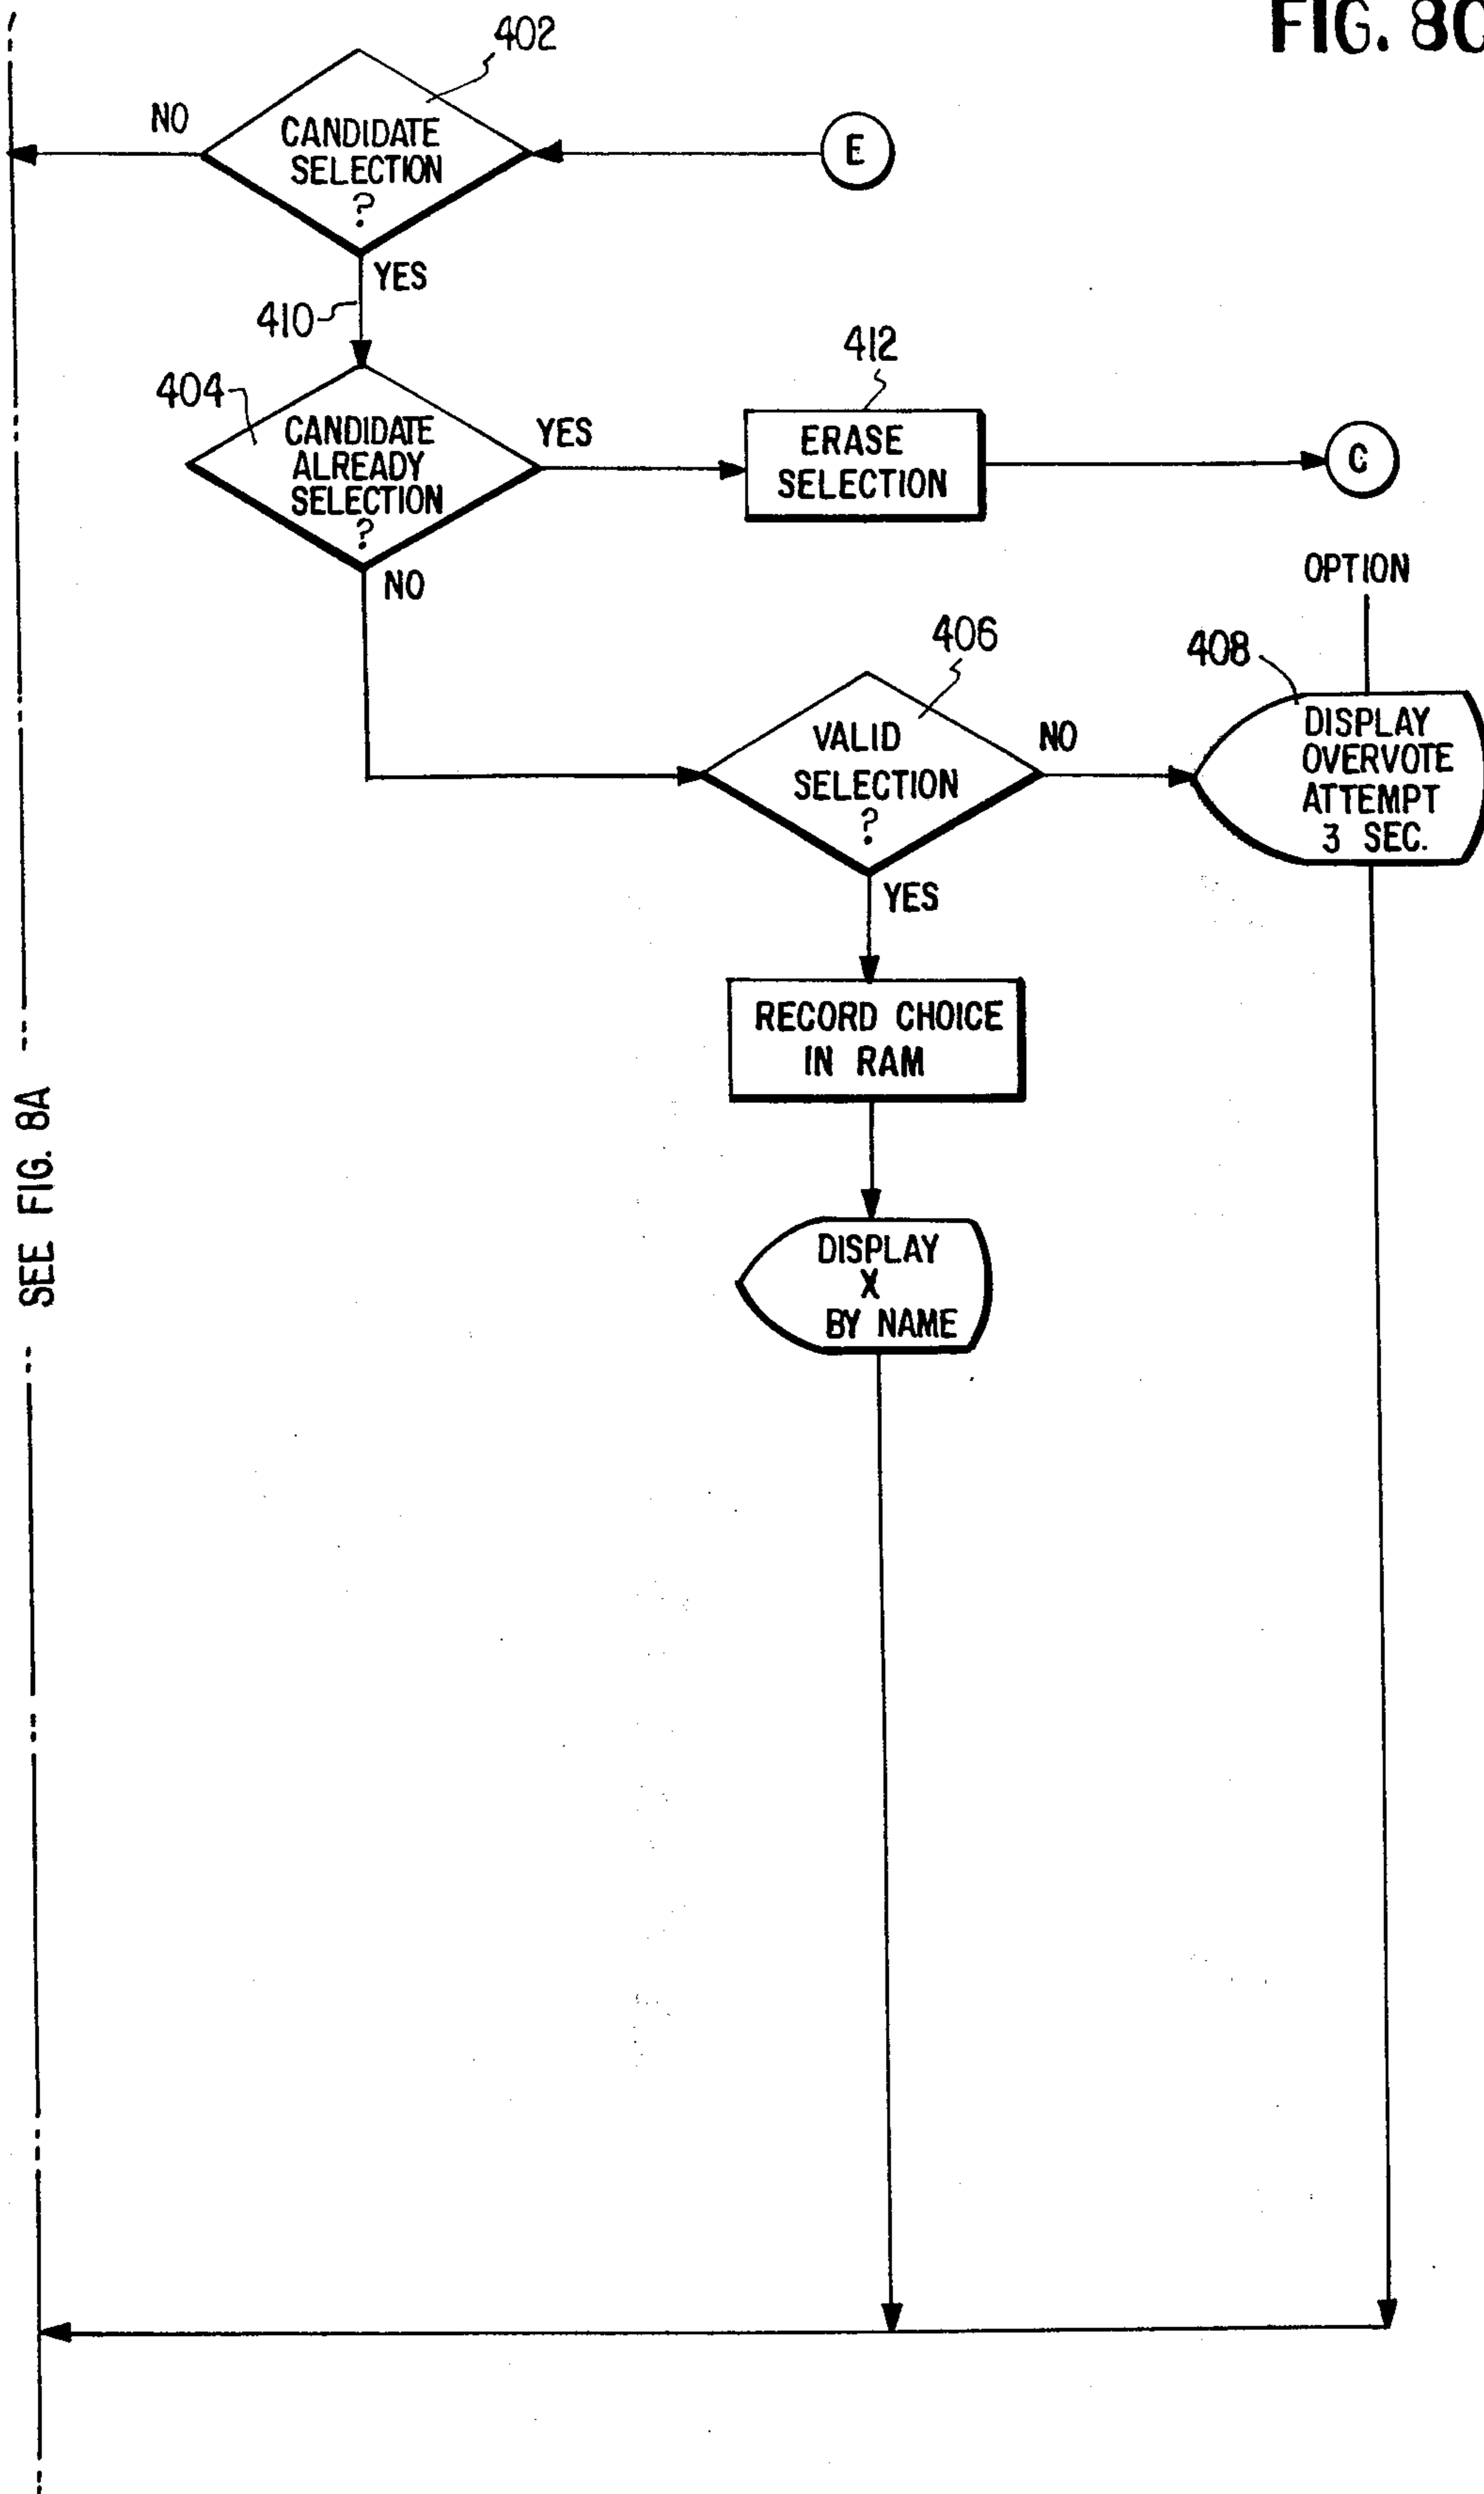 FIG. 8C
402
NO
CANDIDATE
SELECTION
?
E
YES
410
412
404
CANDIDATE
ALREADY
SELECTION
?
YES
ERASE
SELECTION
C
NO
OPTION
406
408
VALID
SELECTION
?
NO
DISPLAY
OVERVOTE
ATTEMPT
3 SEC.
YES
RECORD CHOICE
IN RAM
SEE FIG. 8A
DISPLAY
X
BY NAME